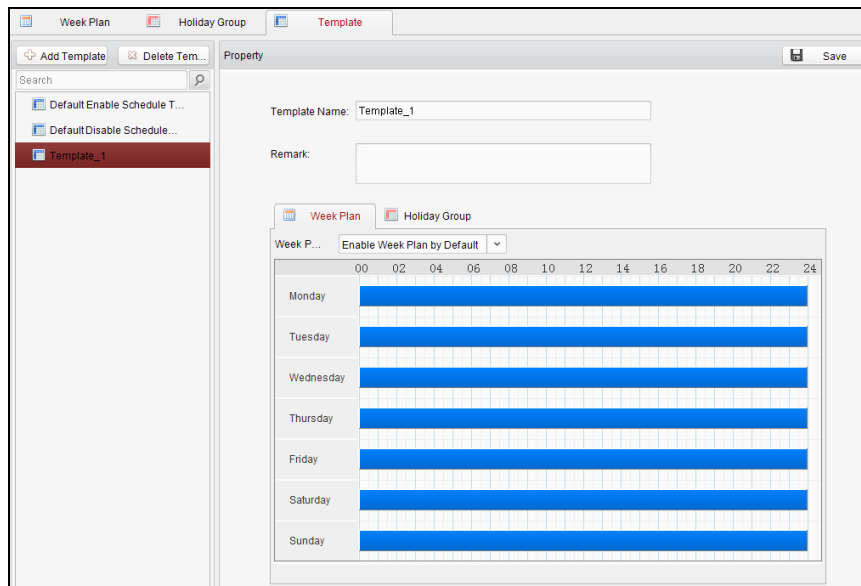 Week Plan Holiday Group Template
Add Template Delete Tem... Property Save
Search
Default Enable Schedule T...
Default Disable Schedule...
Template_1
Template Name: Template_1
Remark:
Week Plan Holiday Group
Week P... Enable Week Plan by Default
00 02 04 06 08 10 12 14 16 18 20 22 24
Monday
Tuesday
Wednesday
Thursday
Friday
Saturday
Sunday